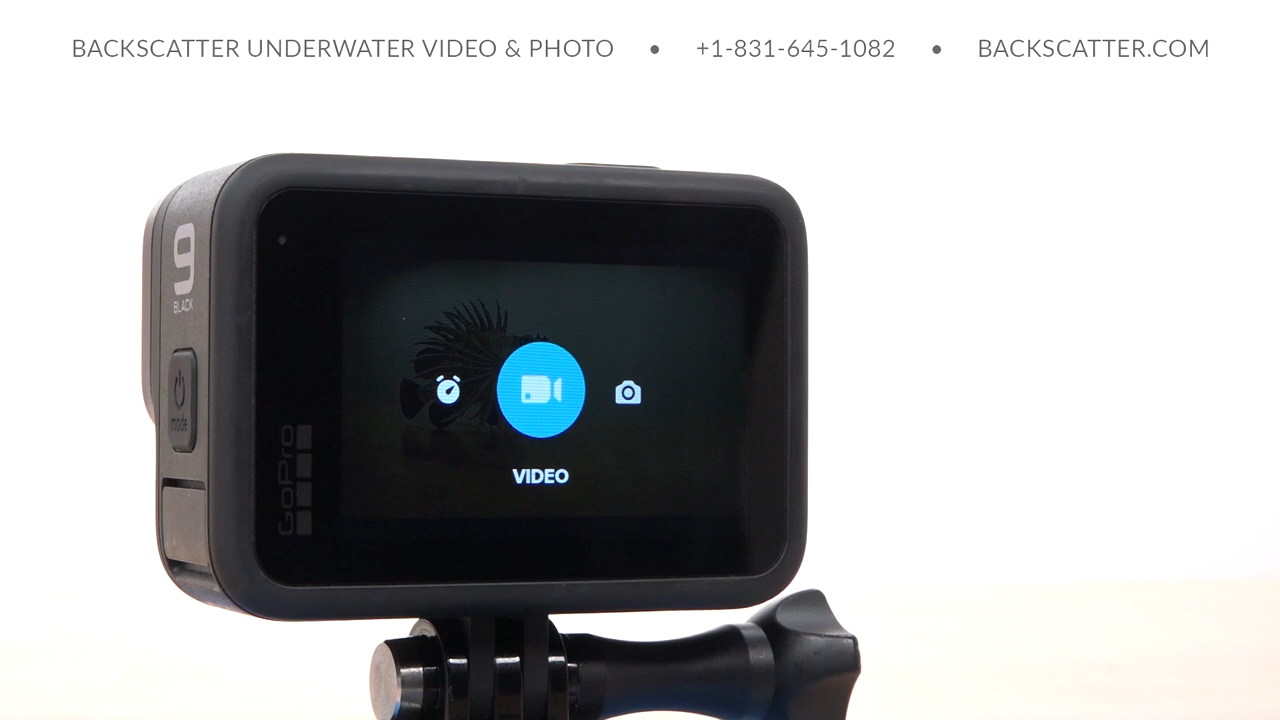 BACKSCATTER UNDERWATER VIDEO & PHOTO • +1-831-645-1082 • BACKSCATTER.COM
9
BLACK
mode
GoPro
VIDEO